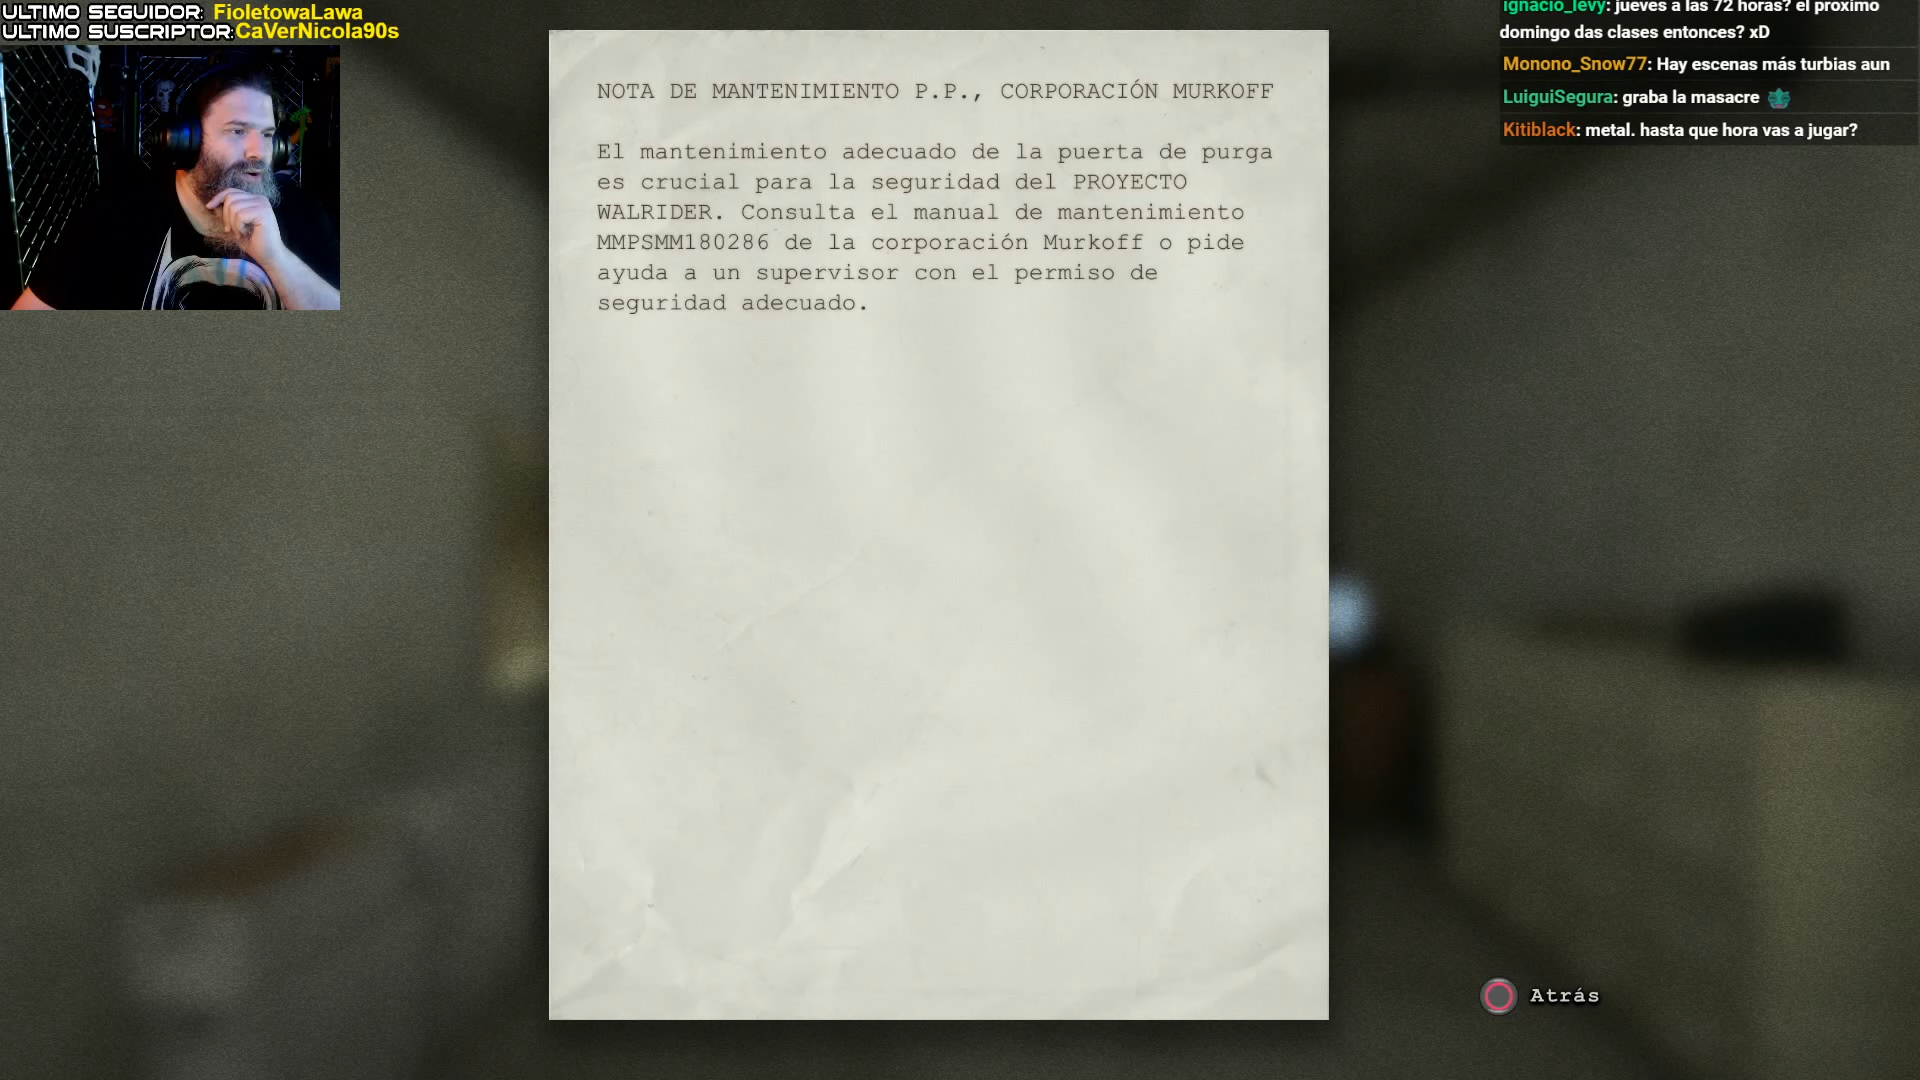 ULTIMO SEGUIDOR: FioletowaLawa
ULTIMO SUSCRIPTOR:CaVerNicola90s
NOTA DE MANTENIMIENTO P.P., CORPORACIÓN MURKOFF
El mantenimiento adecuado de la puerta de purga
es crucial para la seguridad del PROYECTO
WALRIDER. Consulta el manual de mantenimiento
MMPSMM180286 de la corporación Murkoff o pide
ayuda a un supervisor con el permiso de
seguridad adecuado.
ignacio_levy: jueves a las 72 horas? el proximo
domingo das clases entonces? xD
Monono_Snow77: Hay escenas más turbias aun
LuiguiSegura: graba la masacre
Kitiblack: metal. hasta que hora vas a jugar?
Atrás